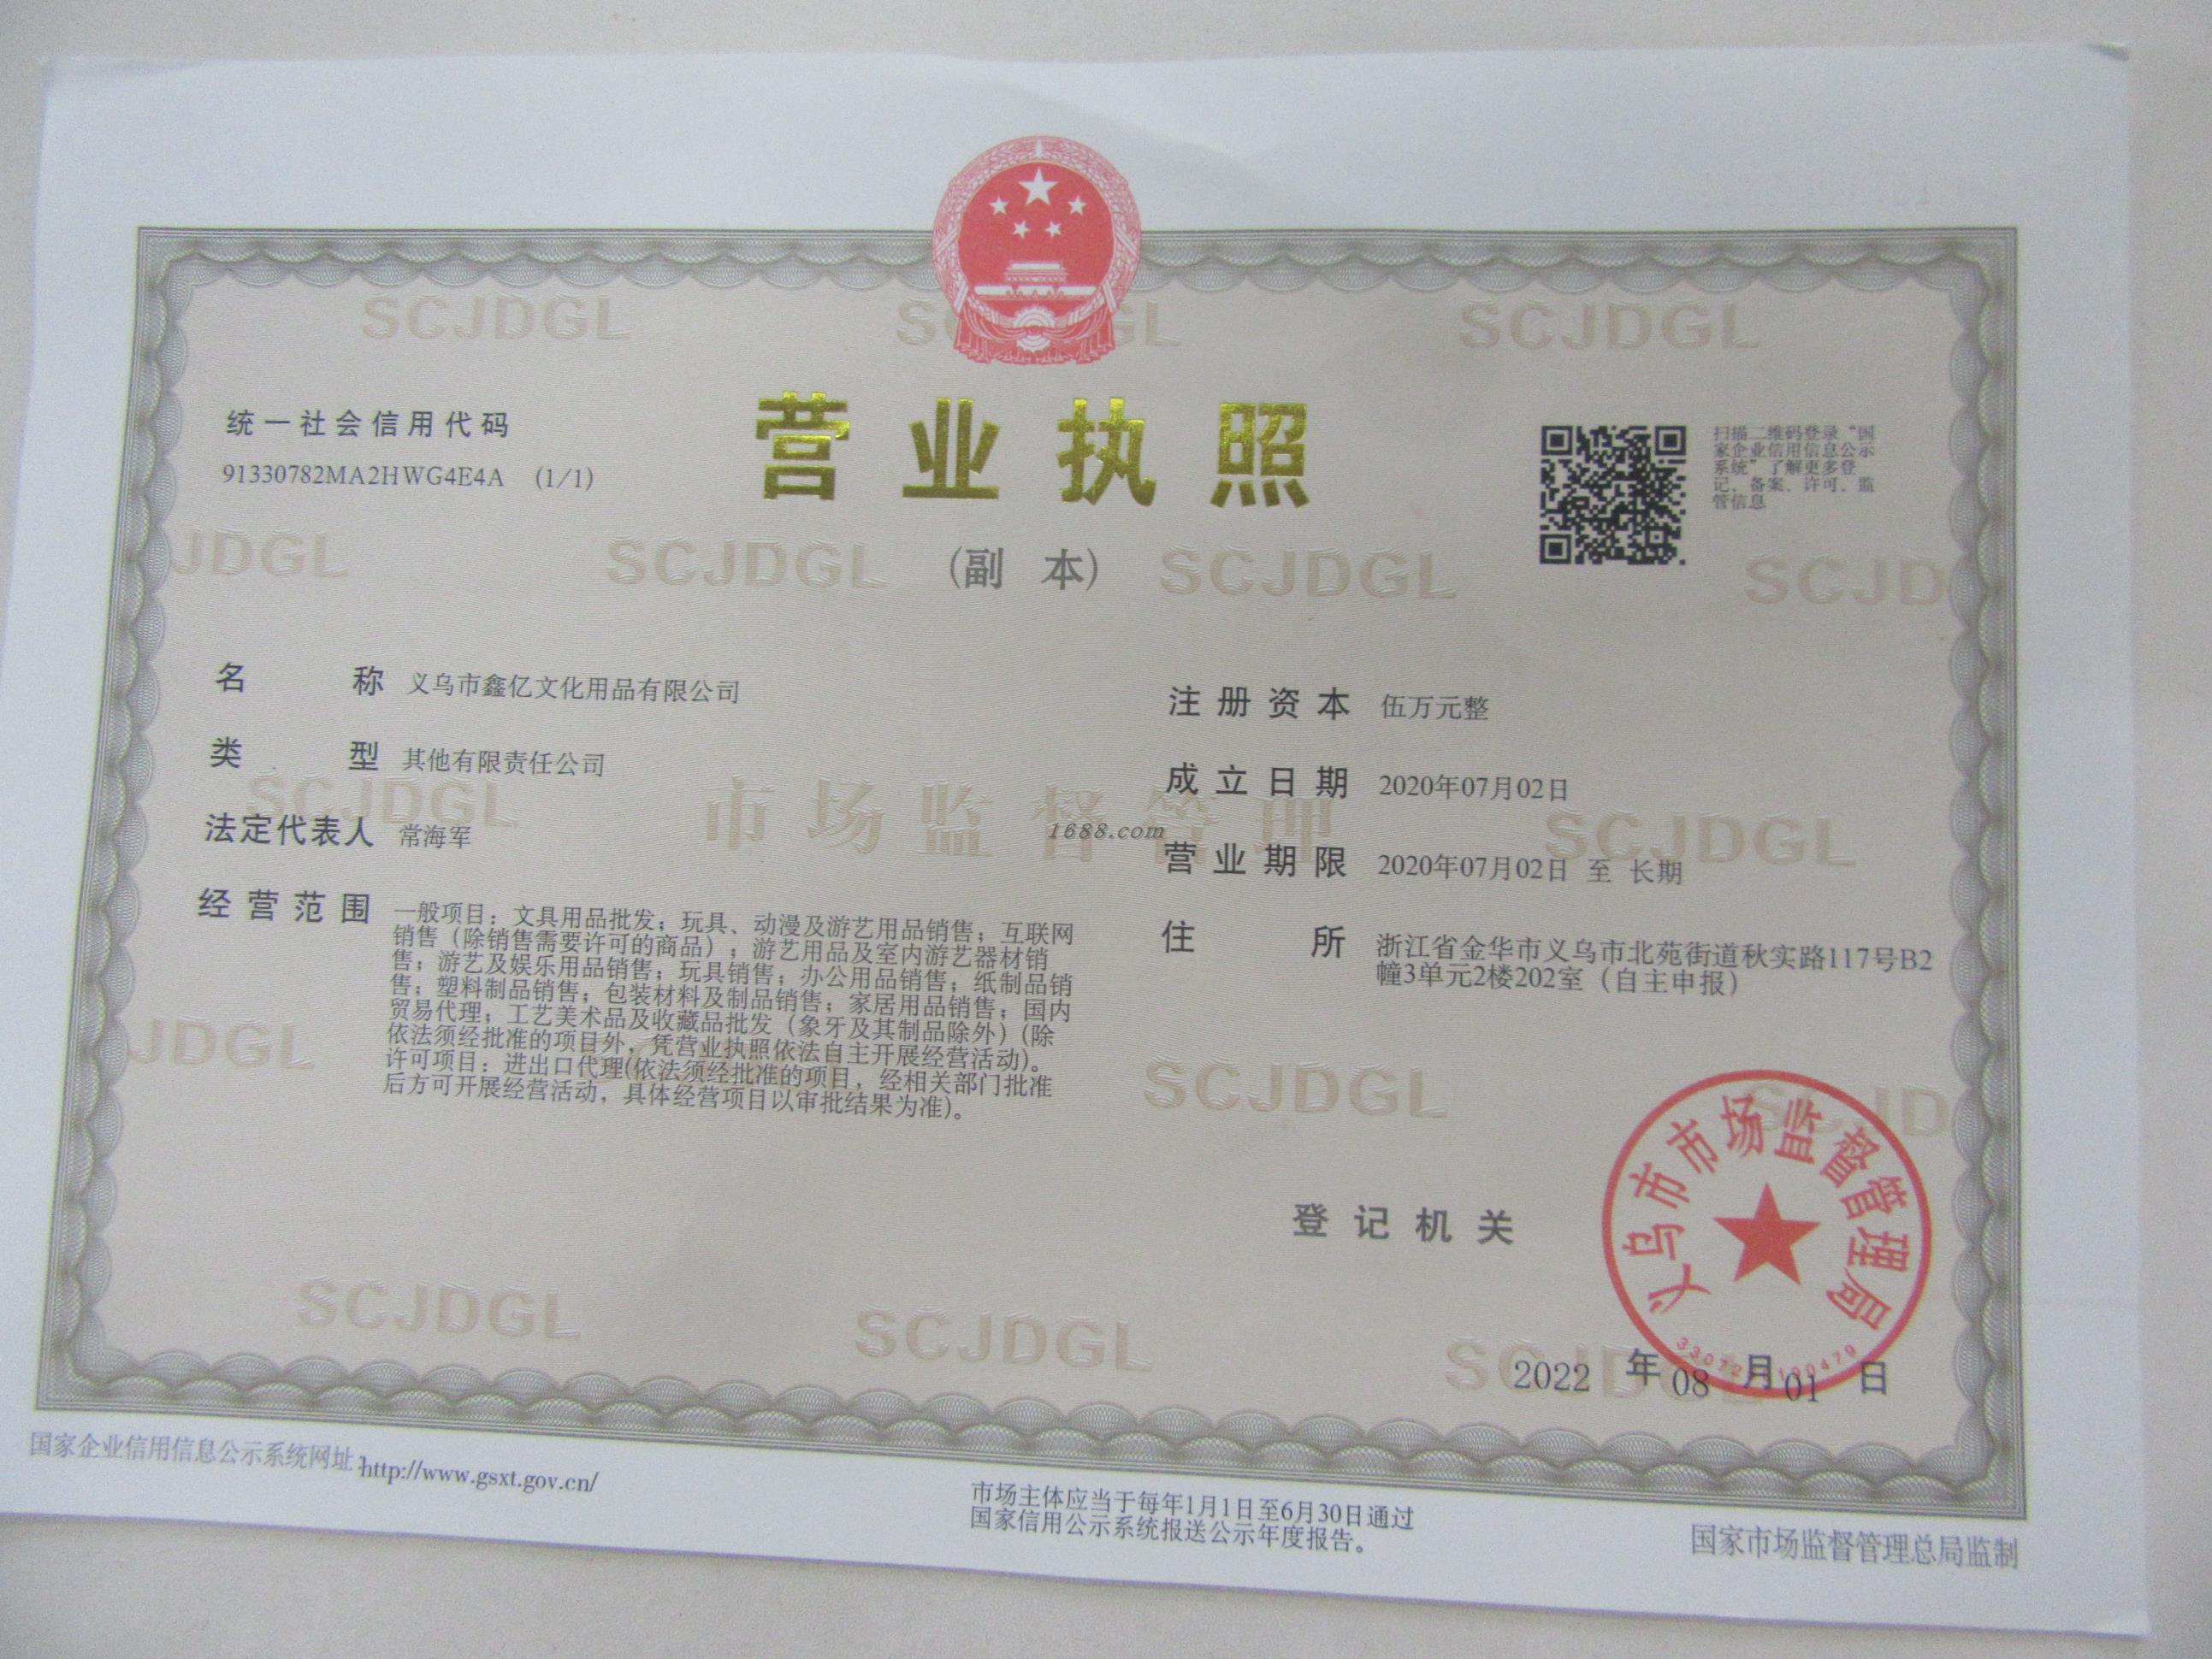 SCJDGL
SCJDGL
SCJDGL
统一社会信用代码
91330782MA2HWG4E4A (1/1)
营业执照
(副 本)
扫描二维码登录“国
家企业信用信息公示
系统”了解更多登
记、备案、许可、监
管信息
JDGL
SCJDGL
SCJDGL
SCJD
名 称 义乌市鑫亿文化用品有限公司
类 型 其他有限责任公司
法定代表人 常海军
经营范围 一般项目：文具用品批发；玩具、动漫及游艺用品销售；互联网
销售（除销售需要许可的商品）；游艺用品及室内游艺器材销
售；游艺及娱乐用品销售；玩具销售；办公用品销售；纸制品销
售；塑料制品销售；包装材料及制品销售；家居用品销售；国内
贸易代理；工艺美术品及收藏品批发（象牙及其制品除外）(除
依法须经批准的项目外，凭营业执照依法自主开展经营活动)。
许可项目：进出口代理(依法须经批准的项目，经相关部门批准
后方可开展经营活动，具体经营项目以审批结果为准)。
注册资本 伍万元整
成立日期 2020年07月02日
营业期限 2020年07月02日 至 长期
住 所 浙江省金华市义乌市北苑街道秋实路117号B2
幢3单元2楼202室（自主申报）
SCJDGL
市场监督管理
1688.com
SCJDGL
JDGL
SCJDGL
SCJD
登记机关
义乌市市场监督管理局
2022 年 08 月 01 日
SCJDGL
SCJDGL
国家企业信用信息公示系统网址:http://www.gsxt.gov.cn/
市场主体应当于每年1月1日至6月30日通过
国家信用公示系统报送公示年度报告。
国家市场监督管理总局监制